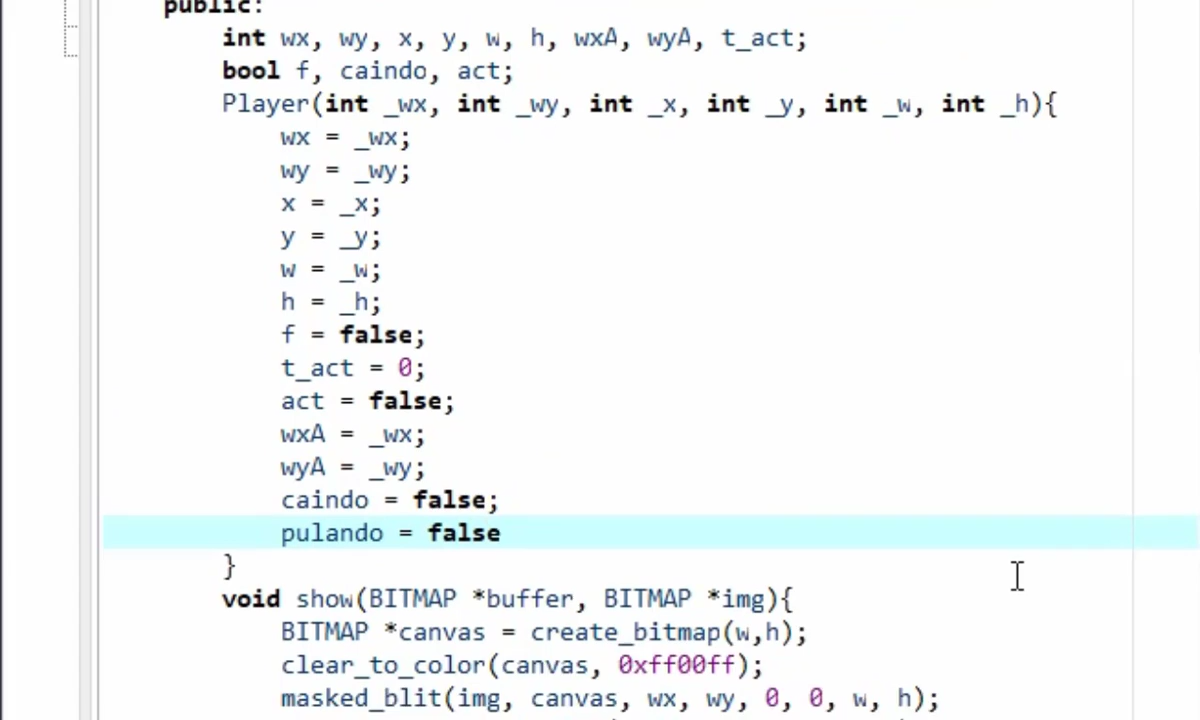 public:
int wx, wy, x, y, w, h, wxA, wyA, t_act;
bool f, caindo, act;
Player(int _wx, int _wy, int _x, int _y, int _w, int _h){
wx = _wx;
wy = _wy;
x = _x;
y = _y;
w = _w;
h = _h;
f = false;
t_act = 0;
act = false;
wxA = _wx;
wyA = _wy;
caindo = false;
pulando = false
}
void show(BITMAP *buffer, BITMAP *img){
BITMAP *canvas = create_bitmap(w,h);
clear_to_color(canvas, 0xff00ff);
masked_blit(img, canvas, wx, wy, 0, 0, w, h);